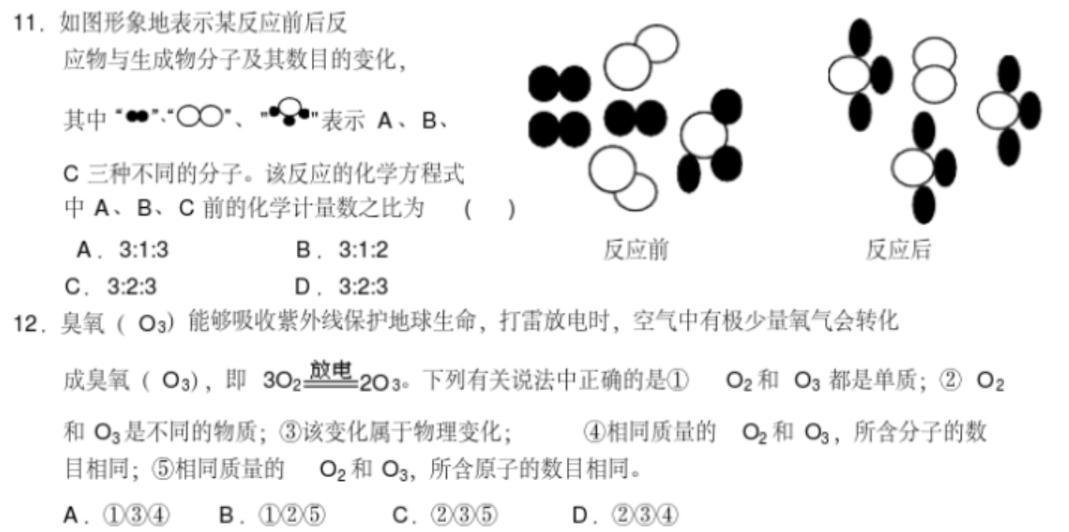 11．如图形象地表示某反应前后反
应物与生成物分子及其数目的变化，
其中“ ”、“ ”、" "表示 A、B、
C 三种不同的分子。该反应的化学方程式
中 A、B、C 前的化学计量数之比为 （ ）
A．3:1:3 B．3:1:2
C．3:2:3 D．3:2:3
反应前 反应后
12．臭氧（ O₃）能够吸收紫外线保护地球生命，打雷放电时，空气中有极少量氧气会转化
成臭氧（ O₃），即 3O₂ 放电 2O₃。下列有关说法中正确的是① O₂和 O₃ 都是单质；② O₂
和 O₃是不同的物质；③该变化属于物理变化； ④相同质量的 O₂和 O₃，所含分子的数
目相同；⑤相同质量的 O₂和 O₃，所含原子的数目相同。
A．①③④ B．①②⑤ C．②③⑤ D．②③④